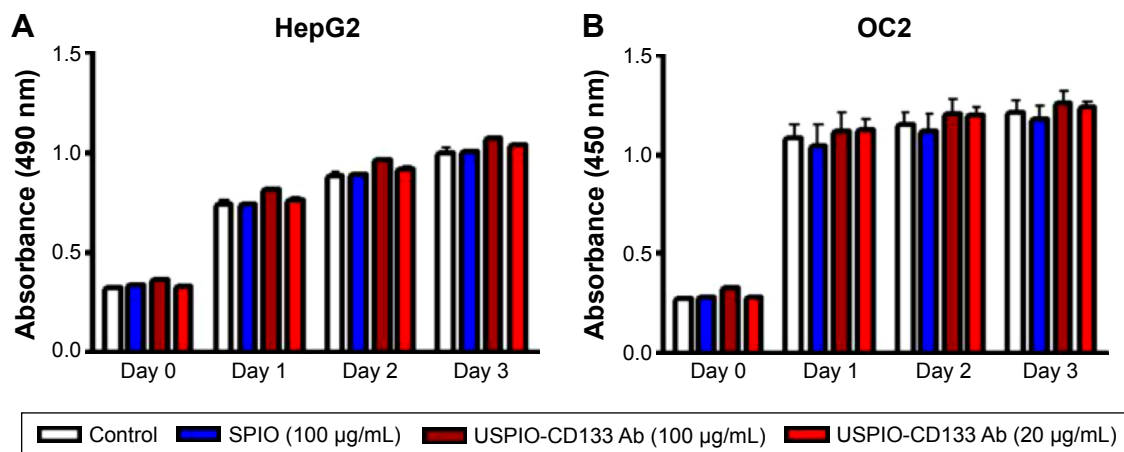 A
HepG2
Absorbance (490 nm)
1.5
1.0
0.5
0.0
Day 0 Day 1 Day 2 Day 3
B
OC2
Absorbance (450 nm)
1.5
1.0
0.5
0.0
Day 0 Day 1 Day 2 Day 3
Control SPIO (100 µg/mL) USPIO-CD133 Ab (100 µg/mL) USPIO-CD133 Ab (20 µg/mL)